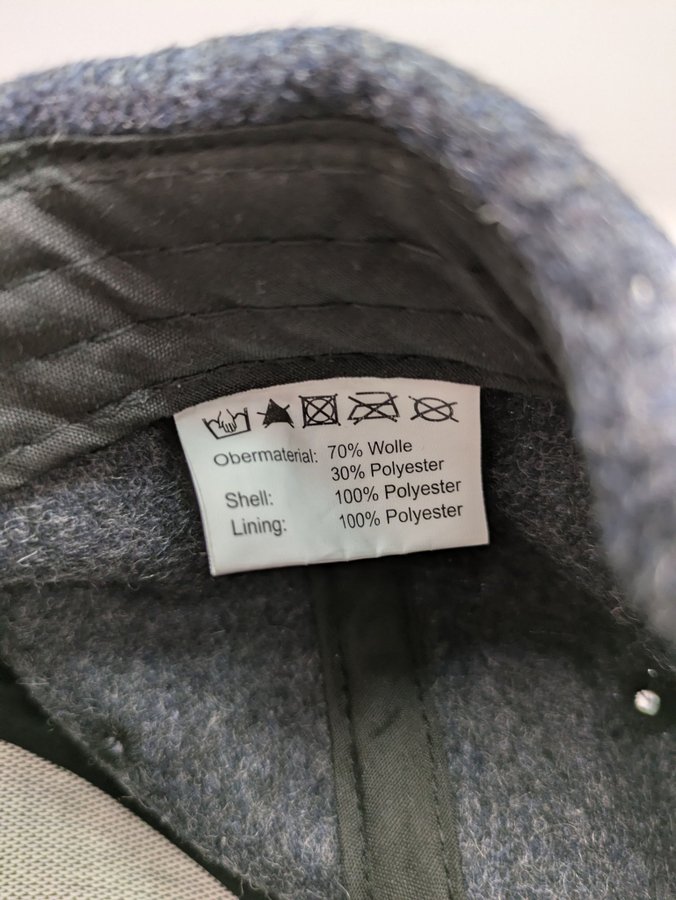 Obermaterial: 70% Wolle
30% Polyester
Shell: 100% Polyester
Lining: 100% Polyester